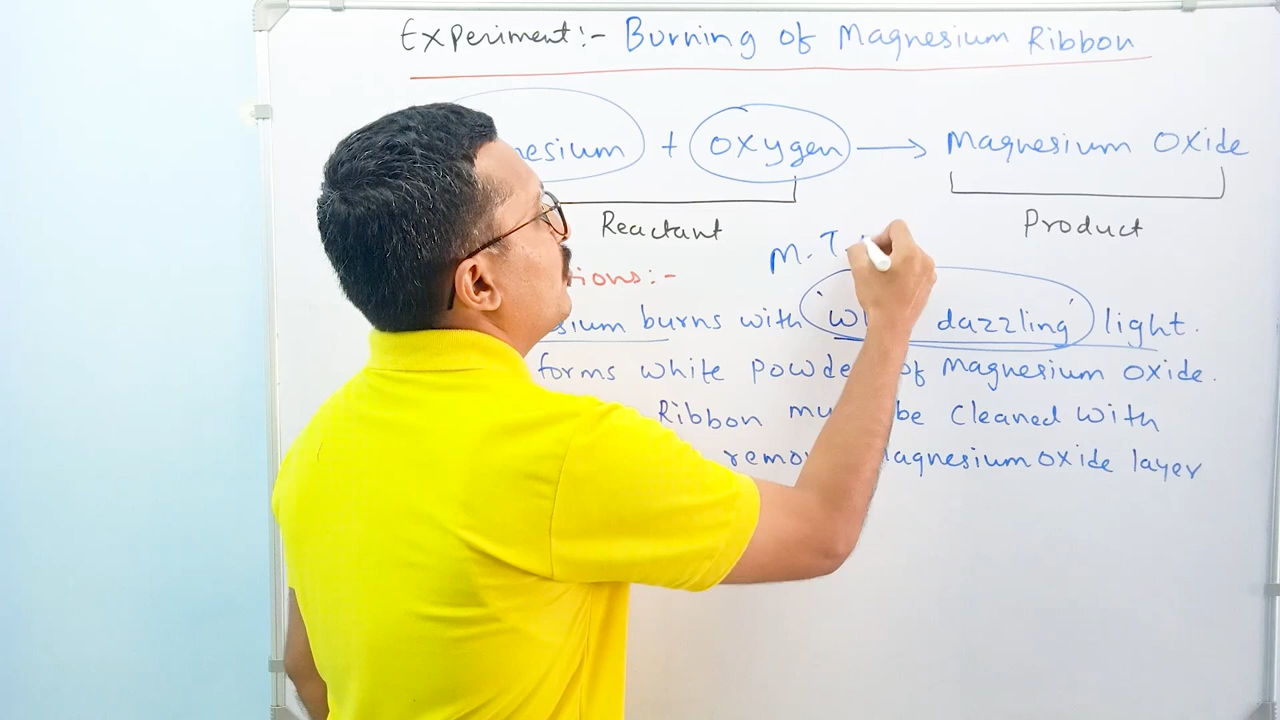 Experiment:- Burning of Magnesium Ribbon
nesium + oxygen → Magnesium Oxide
Reactant Product
M. T.
ions:-
sium burns with dazzling' light.
forms white powde of Magnesium oxide.
Ribbon mu be cleaned with
remo agnesium oxide layer